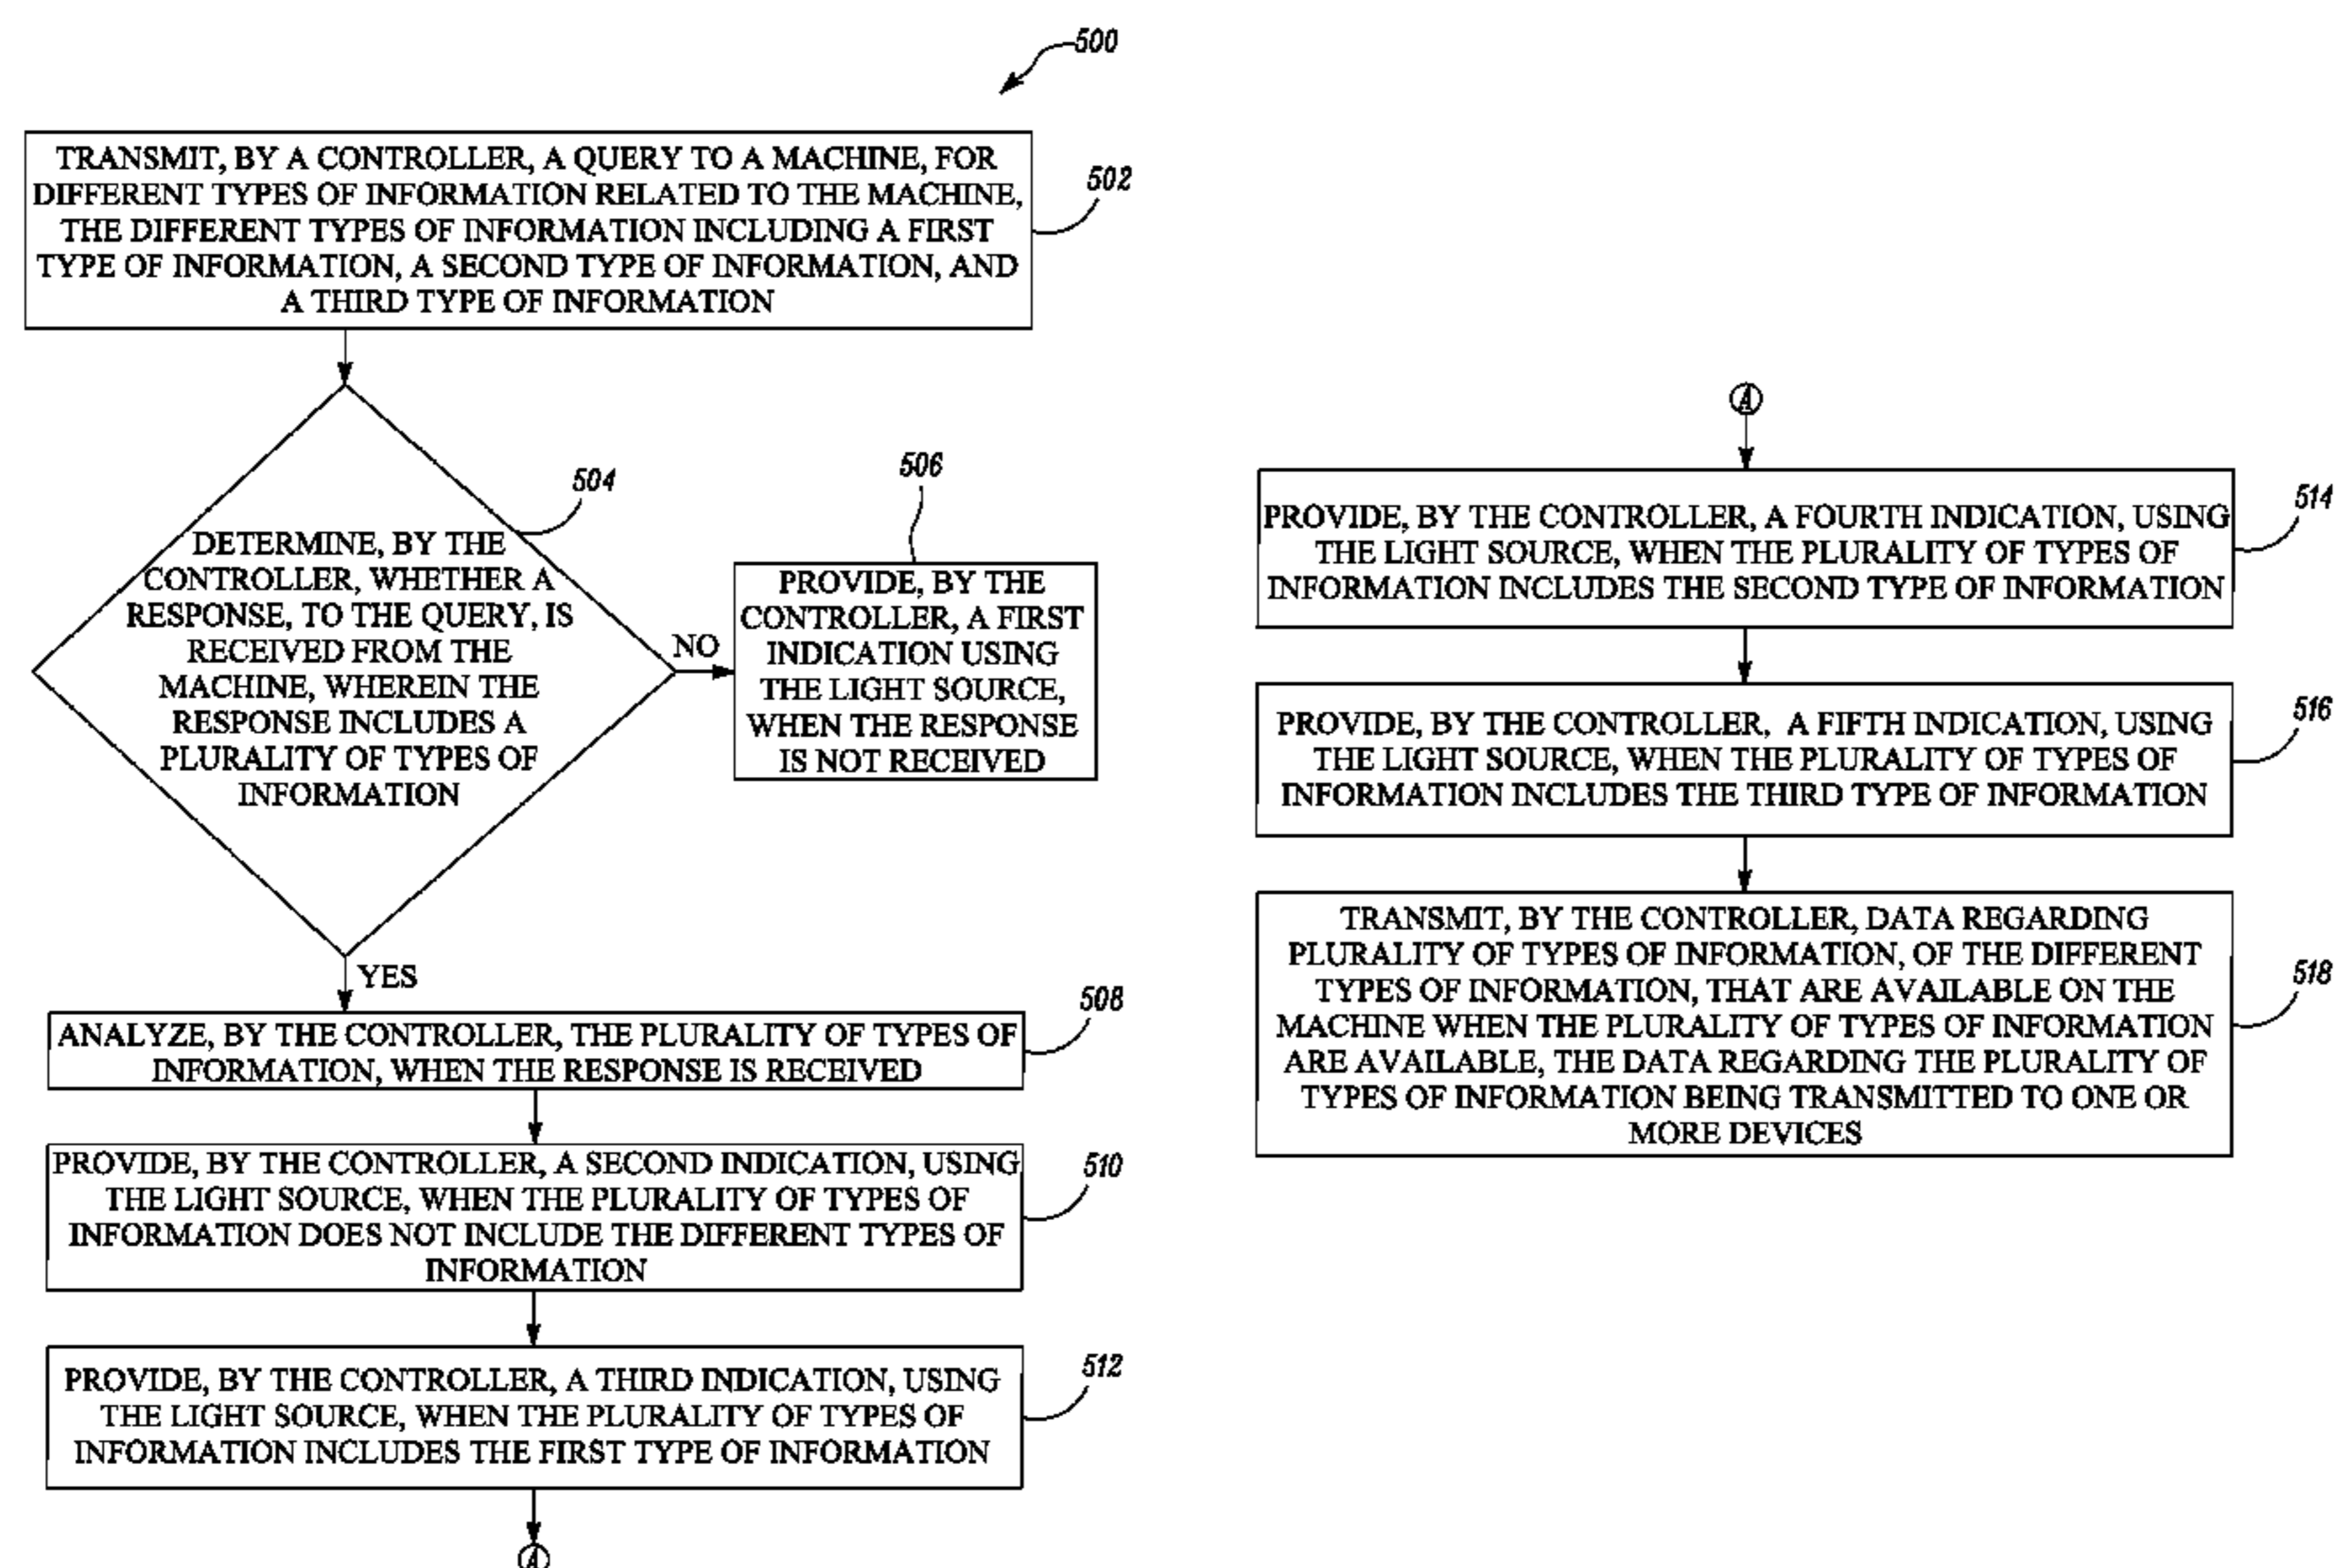 500
TRANSMIT, BY A CONTROLLER, A QUERY TO A MACHINE, FOR
DIFFERENT TYPES OF INFORMATION RELATED TO THE MACHINE,
THE DIFFERENT TYPES OF INFORMATION INCLUDING A FIRST
TYPE OF INFORMATION, A SECOND TYPE OF INFORMATION, AND
A THIRD TYPE OF INFORMATION
502
504
DETERMINE, BY THE
CONTROLLER, WHETHER A
RESPONSE, TO THE QUERY, IS
RECEIVED FROM THE
MACHINE, WHEREIN THE
RESPONSE INCLUDES A
PLURALITY OF TYPES OF
INFORMATION
NO
506
PROVIDE, BY THE
CONTROLLER, A FIRST
INDICATION USING
THE LIGHT SOURCE,
WHEN THE RESPONSE
IS NOT RECEIVED
YES
508
ANALYZE, BY THE CONTROLLER, THE PLURALITY OF TYPES OF
INFORMATION, WHEN THE RESPONSE IS RECEIVED
510
PROVIDE, BY THE CONTROLLER, A SECOND INDICATION, USING
THE LIGHT SOURCE, WHEN THE PLURALITY OF TYPES OF
INFORMATION DOES NOT INCLUDE THE DIFFERENT TYPES OF
INFORMATION
512
PROVIDE, BY THE CONTROLLER, A THIRD INDICATION, USING
THE LIGHT SOURCE, WHEN THE PLURALITY OF TYPES OF
INFORMATION INCLUDES THE FIRST TYPE OF INFORMATION
A
A
514
PROVIDE, BY THE CONTROLLER, A FOURTH INDICATION, USING
THE LIGHT SOURCE, WHEN THE PLURALITY OF TYPES OF
INFORMATION INCLUDES THE SECOND TYPE OF INFORMATION
516
PROVIDE, BY THE CONTROLLER, A FIFTH INDICATION, USING
THE LIGHT SOURCE, WHEN THE PLURALITY OF TYPES OF
INFORMATION INCLUDES THE THIRD TYPE OF INFORMATION
518
TRANSMIT, BY THE CONTROLLER, DATA REGARDING
PLURALITY OF TYPES OF INFORMATION, OF THE DIFFERENT
TYPES OF INFORMATION, THAT ARE AVAILABLE ON THE
MACHINE WHEN THE PLURALITY OF TYPES OF INFORMATION
ARE AVAILABLE, THE DATA REGARDING THE PLURALITY OF
TYPES OF INFORMATION BEING TRANSMITTED TO ONE OR
MORE DEVICES